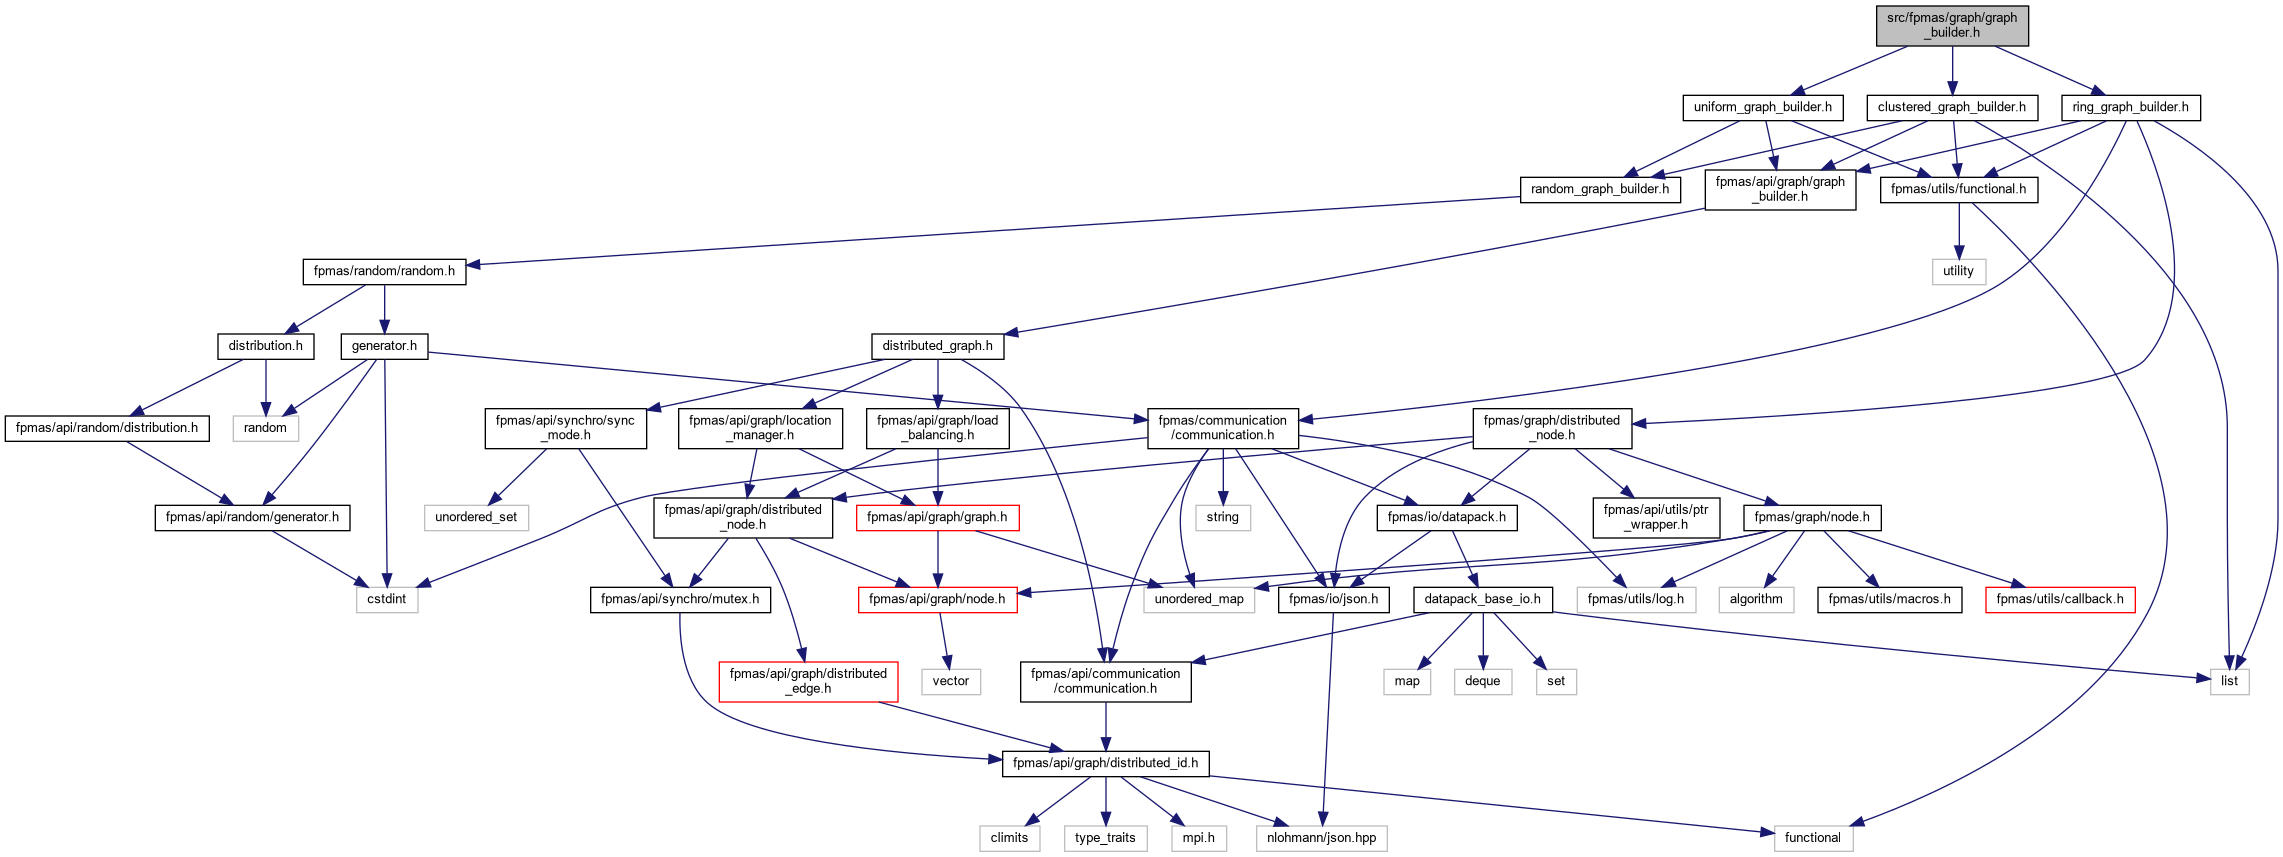 src/fpmas/graph/graph
_builder.h
uniform_graph_builder.h
clustered_graph_builder.h
ring_graph_builder.h
random_graph_builder.h
fpmas/api/graph/graph
_builder.h
fpmas/utils/functional.h
fpmas/random/random.h
utility
distribution.h
generator.h
distributed_graph.h
fpmas/api/random/distribution.h
random
fpmas/api/synchro/sync
_mode.h
fpmas/api/graph/location
_manager.h
fpmas/api/graph/load
_balancing.h
fpmas/communication
/communication.h
fpmas/graph/distributed
_node.h
fpmas/api/random/generator.h
unordered_set
fpmas/api/graph/distributed
_node.h
fpmas/api/graph/graph.h
string
fpmas/io/datapack.h
fpmas/api/utils/ptr
_wrapper.h
fpmas/graph/node.h
cstdint
fpmas/api/synchro/mutex.h
fpmas/api/graph/node.h
unordered_map
fpmas/io/json.h
datapack_base_io.h
fpmas/utils/log.h
algorithm
fpmas/utils/macros.h
fpmas/utils/callback.h
fpmas/api/graph/distributed
_edge.h
vector
fpmas/api/communication
/communication.h
map
deque
set
list
fpmas/api/graph/distributed_id.h
climits
type_traits
mpi.h
nlohmann/json.hpp
functional